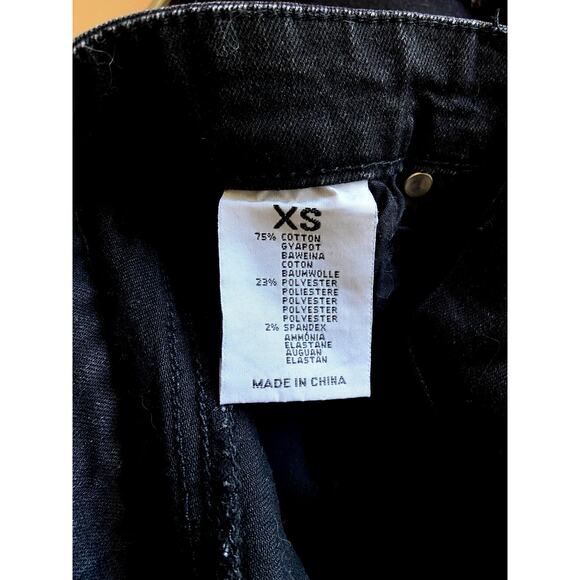 XS
75% COTTON
GYAPOT
BAWEINA
COTON
BAUMWOLLE
23% POLYESTER
POLIESTERE
POLYESTER
POLYESTER
POLYESTER
2% SPANDEX
AMMÓNIA
ELASTANE
AUGUAN
ELASTAN
MADE IN CHINA